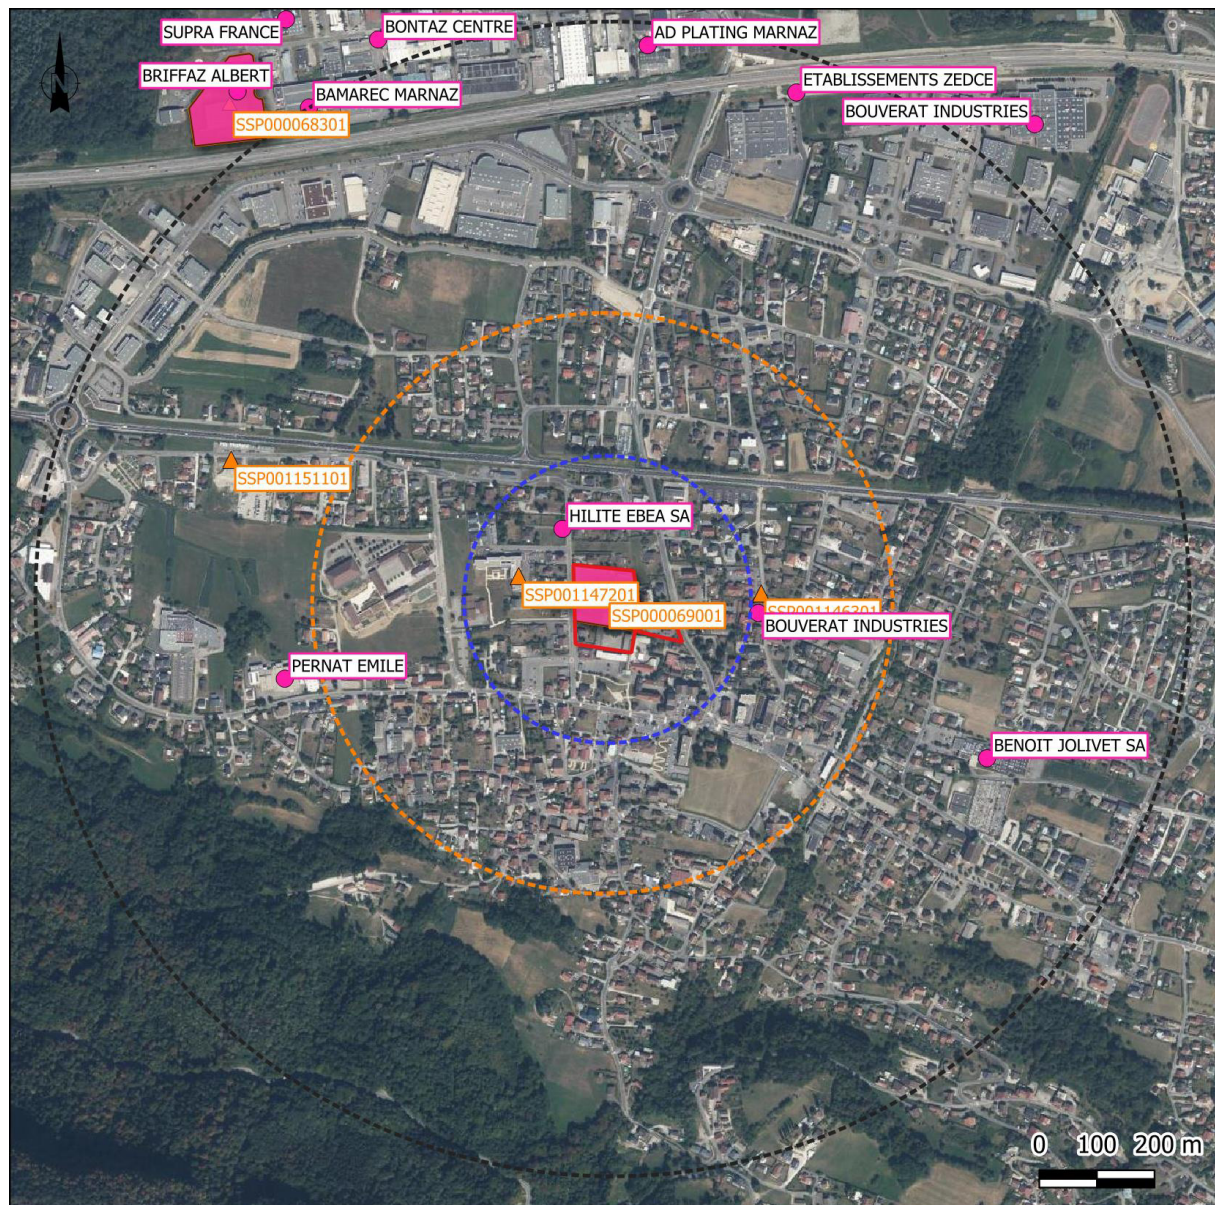 SUPRA FRANCE
BONTAZ CENTRE
AD PLATING MARNAZ
BRIFFAZ ALBERT
BAMAREC MARNAZ
ETABLISSEMENTS ZEDCE
BOUVERAT INDUSTRIES
SSP000068301
SSP001151101
HILITE EBEA SA
SSP001147201
SSP000069001
SSP001146301
BOUVERAT INDUSTRIES
PERNAT EMILE
BENOIT JOLIVET SA
0 100 200 m